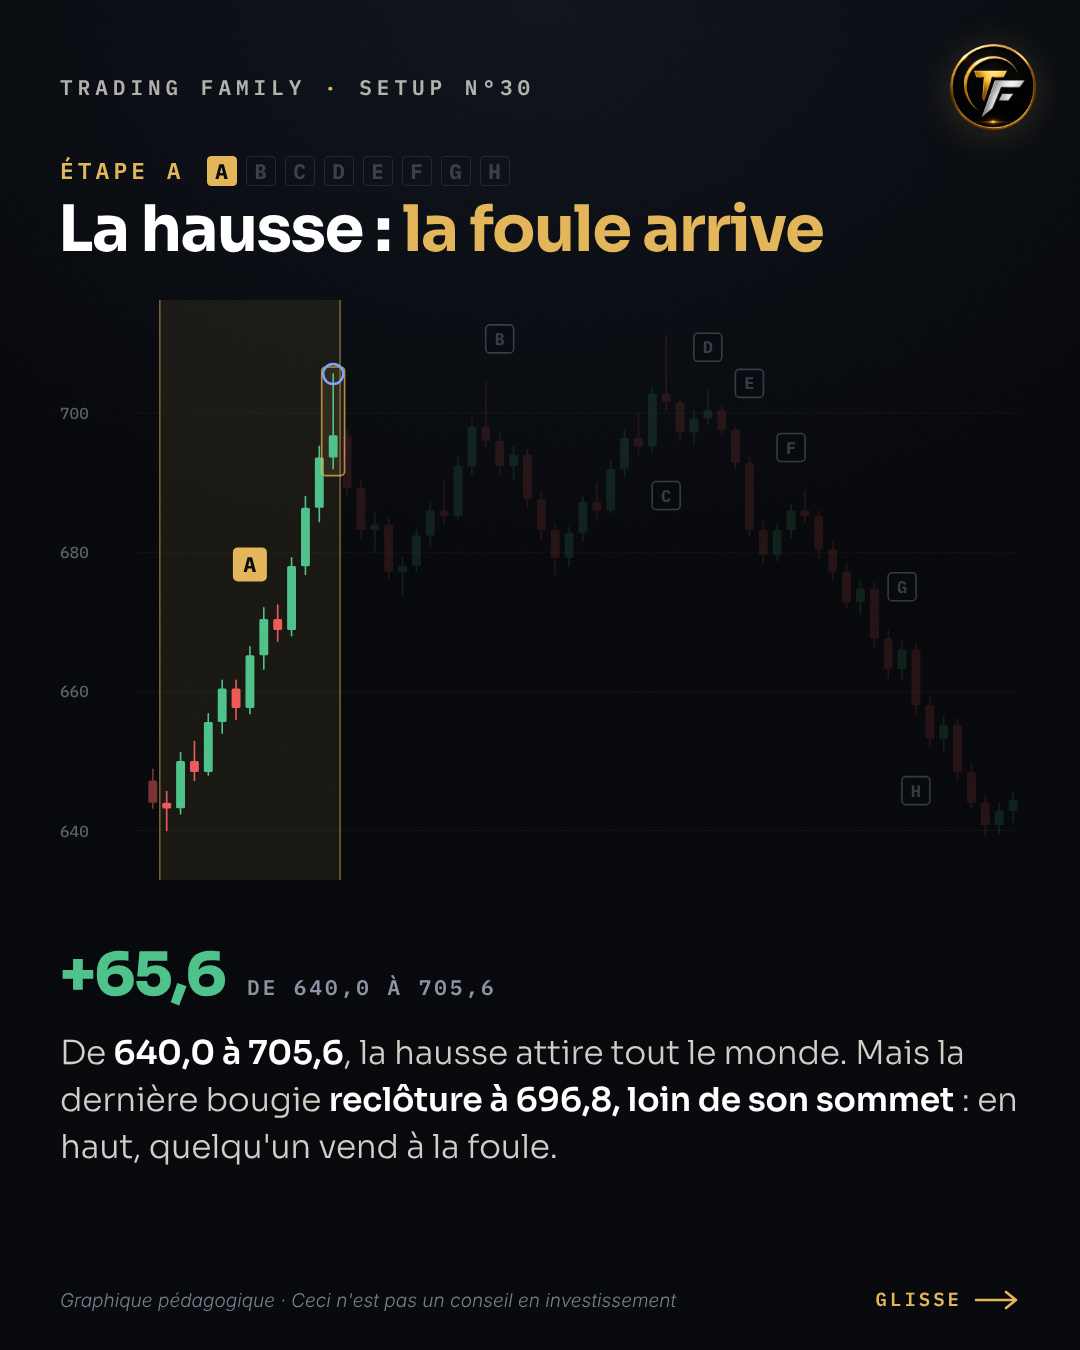 TRADING FAMILY · SETUP N°30
TF
ÉTAPE A A B C D E F G H
La hausse : la foule arrive
B
D
E
700
F
C
680
A
G
660
H
640
+65,6 DE 640,0 À 705,6
De 640,0 à 705,6, la hausse attire tout le monde. Mais la
dernière bougie reclôture à 696,8, loin de son sommet : en
haut, quelqu'un vend à la foule.
Graphique pédagogique · Ceci n'est pas un conseil en investissement
GLISSE